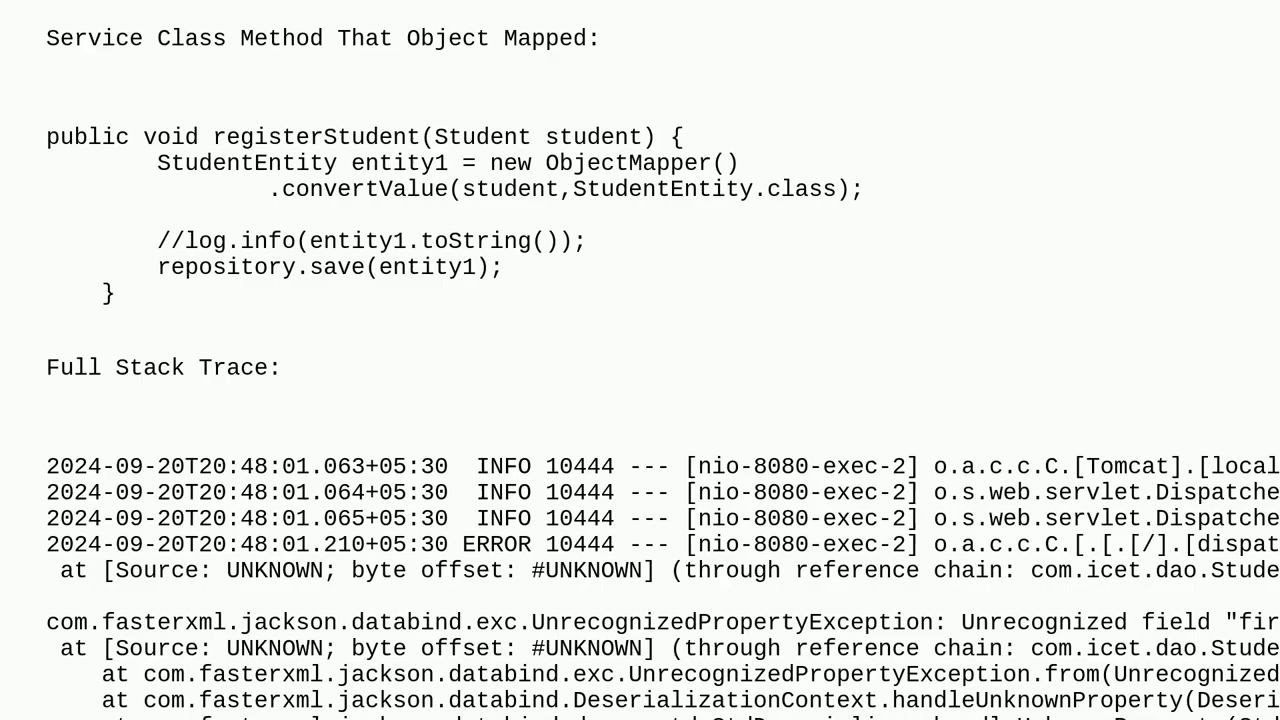 Service Class Method That Object Mapped:
public void registerStudent(Student student) {
        StudentEntity entity1 = new ObjectMapper()
                .convertValue(student,StudentEntity.class);
        //log.info(entity1.toString());
        repository.save(entity1);
    }
Full Stack Trace:
2024-09-20T20:48:01.063+05:30  INFO 10444 --- [nio-8080-exec-2] o.a.c.c.C.[Tomcat].[local
2024-09-20T20:48:01.064+05:30  INFO 10444 --- [nio-8080-exec-2] o.s.web.servlet.Dispatche
2024-09-20T20:48:01.065+05:30  INFO 10444 --- [nio-8080-exec-2] o.s.web.servlet.Dispatche
2024-09-20T20:48:01.210+05:30 ERROR 10444 --- [nio-8080-exec-2] o.a.c.c.C.[.[.[/].[dispat
 at [Source: UNKNOWN; byte offset: #UNKNOWN] (through reference chain: com.icet.dao.Stude
com.fasterxml.jackson.databind.exc.UnrecognizedPropertyException: Unrecognized field "fir
 at [Source: UNKNOWN; byte offset: #UNKNOWN] (through reference chain: com.icet.dao.Stude
    at com.fasterxml.jackson.databind.exc.UnrecognizedPropertyException.from(Unrecognized
    at com.fasterxml.jackson.databind.DeserializationContext.handleUnknownProperty(Deseri